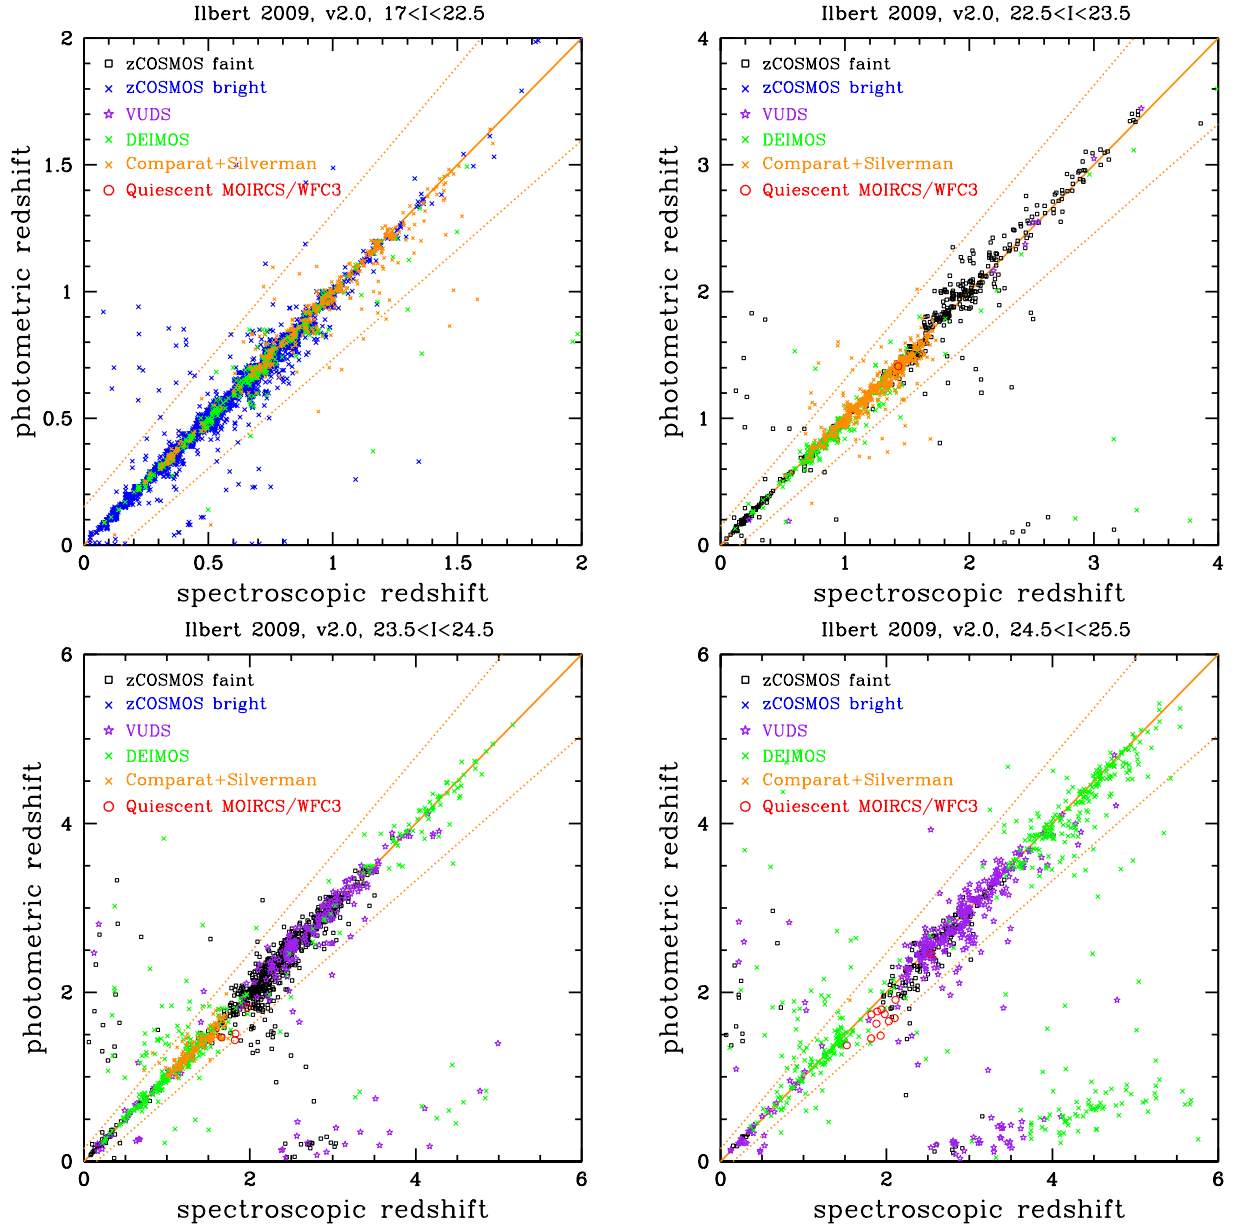 Ilbert 2009, v2.0, 17<I<22.5
2
1.5
1
0.5
0
photometric redshift
zCOSMOS faint
zCOSMOS bright
VUDS
DEIMOS
Comparat+Silverman
Quiescent MOIRCS/WFC3
0
0.5
1
1.5
2
spectroscopic redshift
Ilbert 2009, v2.0, 22.5<I<23.5
4
3
2
1
0
photometric redshift
zCOSMOS faint
zCOSMOS bright
VUDS
DEIMOS
Comparat+Silverman
Quiescent MOIRCS/WFC3
0
1
2
3
4
spectroscopic redshift
Ilbert 2009, v2.0, 23.5<I<24.5
6
4
2
0
photometric redshift
zCOSMOS faint
zCOSMOS bright
VUDS
DEIMOS
Comparat+Silverman
Quiescent MOIRCS/WFC3
0
2
4
6
spectroscopic redshift
Ilbert 2009, v2.0, 24.5<I<25.5
6
4
2
0
photometric redshift
zCOSMOS faint
zCOSMOS bright
VUDS
DEIMOS
Comparat+Silverman
Quiescent MOIRCS/WFC3
0
2
4
6
spectroscopic redshift